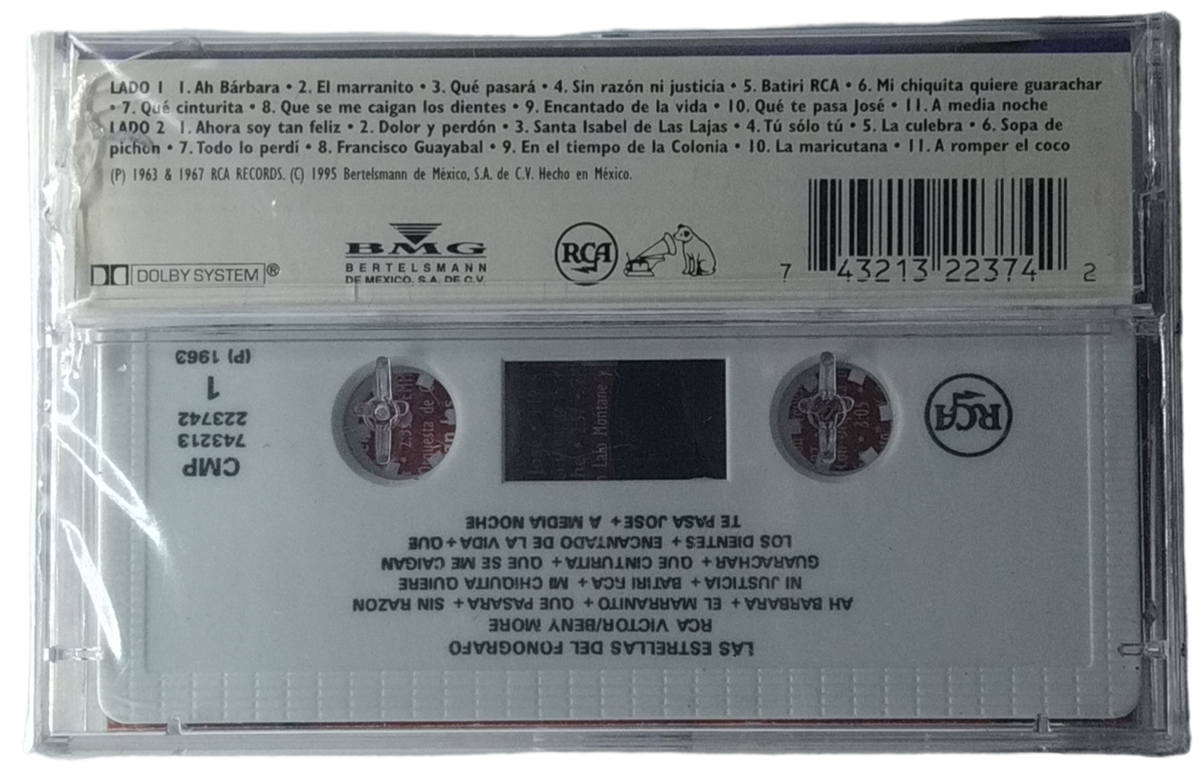 LADO 1 1. Ah Bárbara • 2. El marranito • 3. Qué pasará • 4. Sin razón ni justicia • 5. Batiri RCA • 6. Mi chiquita quiere guarachar
• 7. Qué cinturita • 8. Que se me caigan los dientes • 9. Encantado de la vida • 10. Qué te pasa José • 11. A media noche
LADO 2 1. Ahora soy tan feliz • 2. Dolor y perdón • 3. Santa Isabel de Las Lajas • 4. Tú sólo tú • 5. La culebra • 6. Sopa de
pichón • 7. Todo lo perdí • 8. Francisco Guayabal • 9. En el tiempo de la Colonia • 10. La maricutana • 11. A romper el coco
(P) 1963 & 1967 RCA RECORDS. (C) 1995 Bertelsmann de México, S.A. de C.V. Hecho en México.
DOLBY SYSTEM®
BMG
BERTELSMANN
DE MEXICO, S.A. DE C.V.
RCA
7 43213 22374 2
LAS ESTRELLAS DEL FONOGRAFO
RCA VICTOR/BENY MORE
AH BARBARA + EL MARRANITO + QUE PASARA + SIN RAZON
NI JUSTICIA + BATIRI RCA + MI CHIQUITA QUIERE
GUARACHAR + QUE CINTURITA + QUE SE ME CAIGAN
LOS DIENTES + ENCANTADO DE LA VIDA + QUE
TE PASA JOSE + A MEDIA NOCHE
RCA
CMP
743213
223742
1
(P) 1963
Laló Montané y
3:05